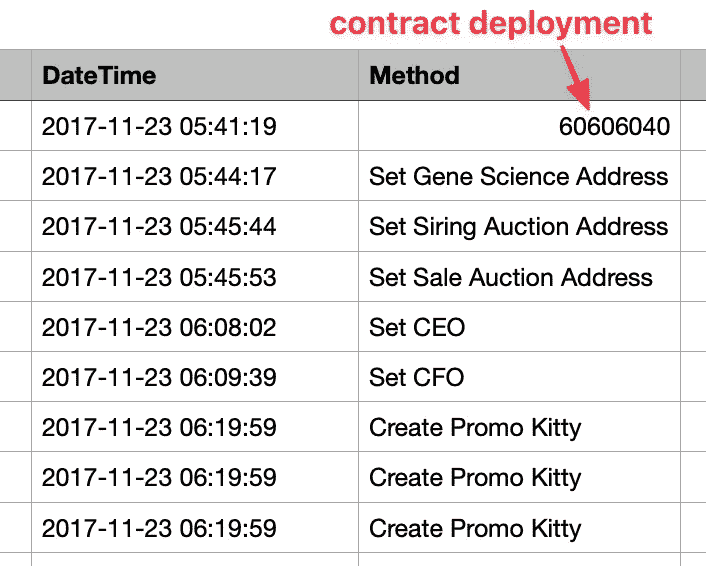 contract deployment
DateTime Method
2017-11-23 05:41:19 60606040
2017-11-23 05:44:17 Set Gene Science Address
2017-11-23 05:45:44 Set Siring Auction Address
2017-11-23 05:45:53 Set Sale Auction Address
2017-11-23 06:08:02 Set CEO
2017-11-23 06:09:39 Set CFO
2017-11-23 06:19:59 Create Promo Kitty
2017-11-23 06:19:59 Create Promo Kitty
2017-11-23 06:19:59 Create Promo Kitty